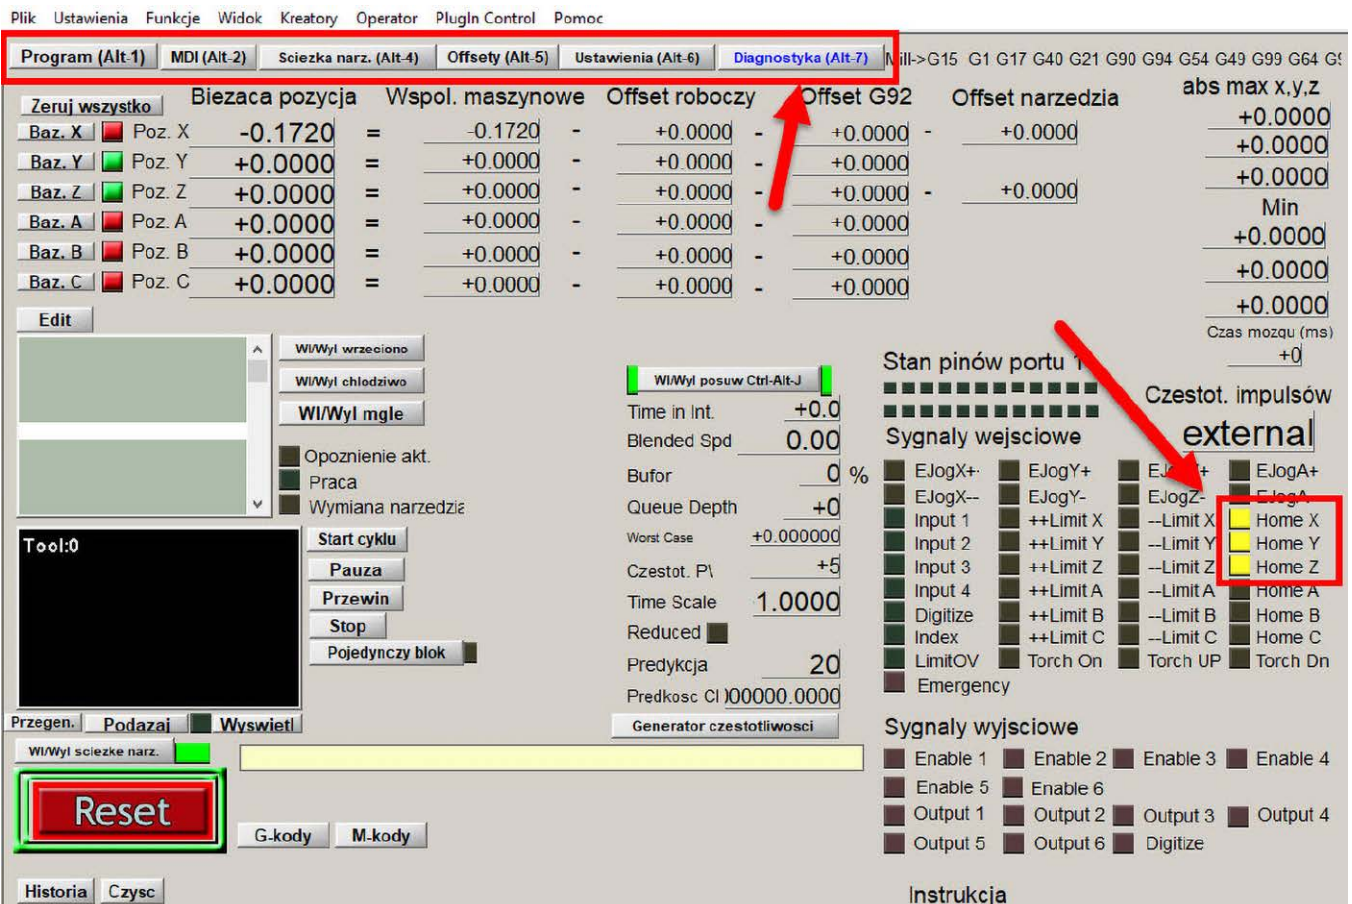 Plik Ustawienia Funkcje Widok Kreatory Operator PlugIn Control Pomoc
Program (Alt-1) MDI (Alt-2) Sciezka narz. (Alt-4) Offsety (Alt-5) Ustawienia (Alt-6) Diagnostyka (Alt-7) Mill->G15 G1 G17 G40 G21 G90 G94 G54 G49 G99 G64
Zeruj wszystko Biezaca pozycja Wspol. maszynowe Offset roboczy Offset G92 Offset narzedzia abs max x,y,z
Baz. X Poz. X -0.1720 = -0.1720 - +0.0000 - +0.0000 - +0.0000 +0.0000
Baz. Y Poz. Y +0.0000 = +0.0000 - +0.0000 - +0.0000 +0.0000
Baz. Z Poz. Z +0.0000 = +0.0000 - +0.0000 - +0.0000 - +0.0000 +0.0000
Baz. A Poz. A +0.0000 = +0.0000 - +0.0000 - +0.0000 Min
+0.0000
Baz. B Poz. B +0.0000 = +0.0000 - +0.0000 - +0.0000 +0.0000
Baz. C Poz. C +0.0000 = +0.0000 - +0.0000 - +0.0000 +0.0000
Edit
Czas mozgu (ms)
+0
Wl/Wyl wrzeciono
Wl/Wyl chlodziwo
Wl/Wyl mgle
Opoznienie akt.
Praca
Wymiana narzedzia
Tool:0
Start cyklu
Pauza
Przewin
Stop
Pojedynczy blok
Przegen. Podazaj Wyswietl
Wl/Wyl sciezke narz.
Reset
G-kody M-kody
Historia Czysc
Wl/Wyl posuw Ctrl-Alt-J
Time in Int. +0.0
Blended Spd 0.00
Bufor 0 %
Queue Depth +0
Worst Case +0.000000
Czestot. +5
Time Scale 1.0000
Reduced
Predykcja 20
Predkosc 00000.0000
Generator czestotliwosci
Stan pinów portu 1
Czestot. impulsów
external
Sygnaly wejsciowe
EJogX+ EJogY+ EJogA+
EJogX-- EJogY- EJogZ- EJogA
Input 1 ++Limit X --Limit X Home X
Input 2 ++Limit Y --Limit Y Home Y
Input 3 ++Limit Z --Limit Z Home Z
Input 4 ++Limit A --Limit A Home A
Digitize ++Limit B --Limit B Home B
Index ++Limit C --Limit C Home C
LimitOV Torch On Torch UP Torch Dn
Emergency
Sygnaly wyjsciowe
Enable 1 Enable 2 Enable 3 Enable 4
Enable 5 Enable 6
Output 1 Output 2 Output 3 Output 4
Output 5 Output 6 Digitize
Instrukcja